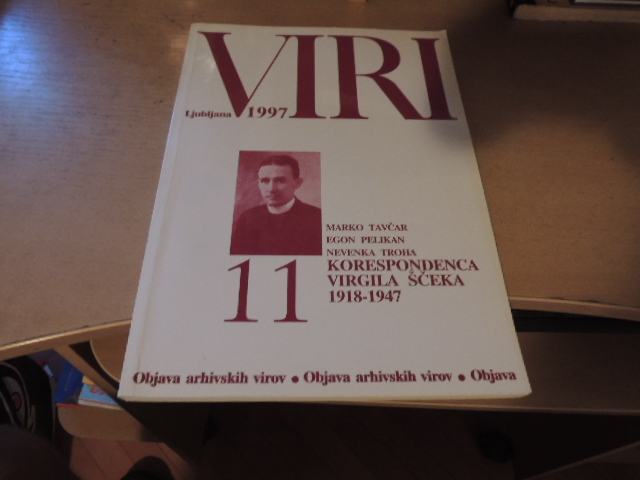 VIRI
Ljubljana 1997
MARKO TAVČAR
EGON PELIKAN
NEVENKA TROHA
11
KORESPONDENCA
VIRGILA ŠČEKA
1918-1947
Objava arhivskih virov • Objava arhivskih virov • Objava